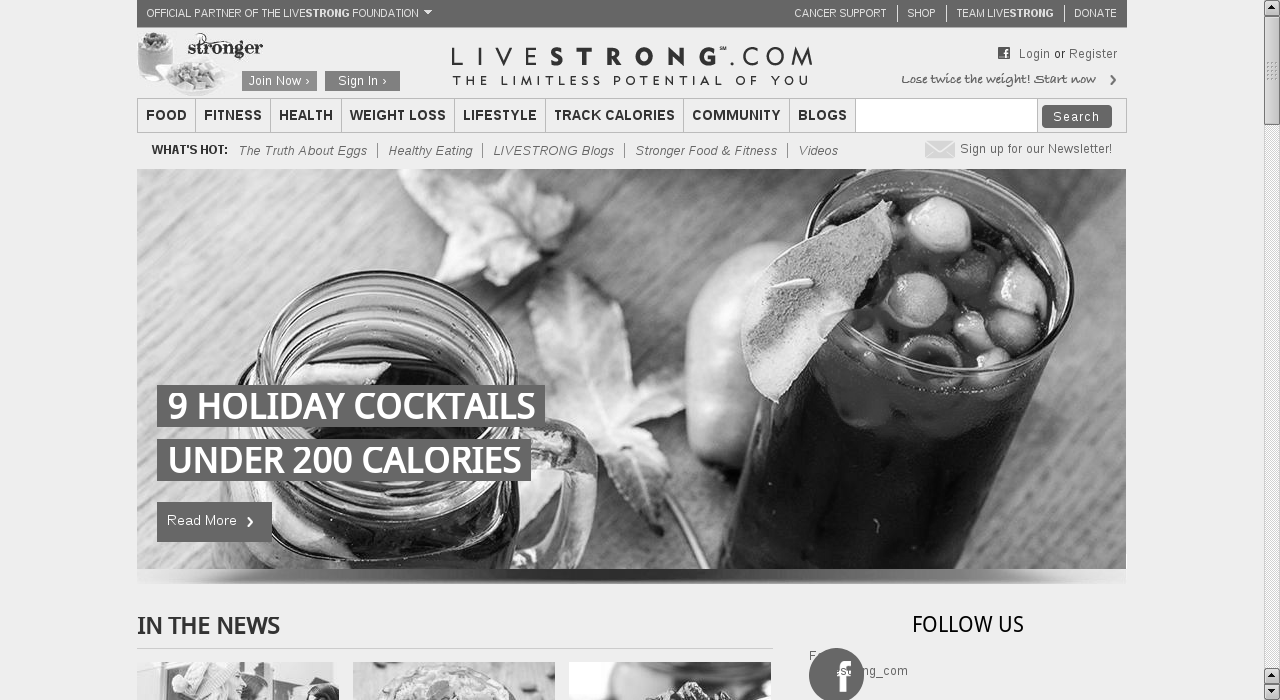 OFFICIAL PARTNER OF THE LIVESTRONG FOUNDATION
CANCER SUPPORT
SHOP
TEAM LIVESTRONG
DONATE
stronger
Join Now ›
Sign In ›
LIVESTRONG℠.COM
THE LIMITLESS POTENTIAL OF YOU
Login or Register
Lose twice the weight! Start now
FOOD
FITNESS
HEALTH
WEIGHT LOSS
LIFESTYLE
TRACK CALORIES
COMMUNITY
BLOGS
Search
WHAT'S HOT:
The Truth About Eggs
Healthy Eating
LIVESTRONG Blogs
Stronger Food & Fitness
Videos
Sign up for our Newsletter!
9 HOLIDAY COCKTAILS
UNDER 200 CALORIES
Read More
IN THE NEWS
FOLLOW US